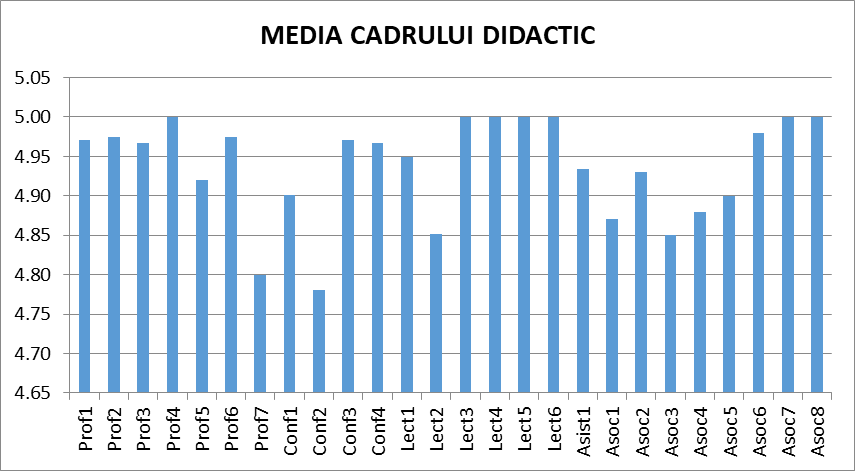 MEDIA CADRULUI DIDACTIC
5.05
5.00
4.95
4.90
4.85
4.80
4.75
4.70
4.65
Prof1
Prof2
Prof3
Prof4
Prof5
Prof6
Prof7
Conf1
Conf2
Conf3
Conf4
Lect1
Lect2
Lect3
Lect4
Lect5
Lect6
Asist1
Asoc1
Asoc2
Asoc3
Asoc4
Asoc5
Asoc6
Asoc7
Asoc8